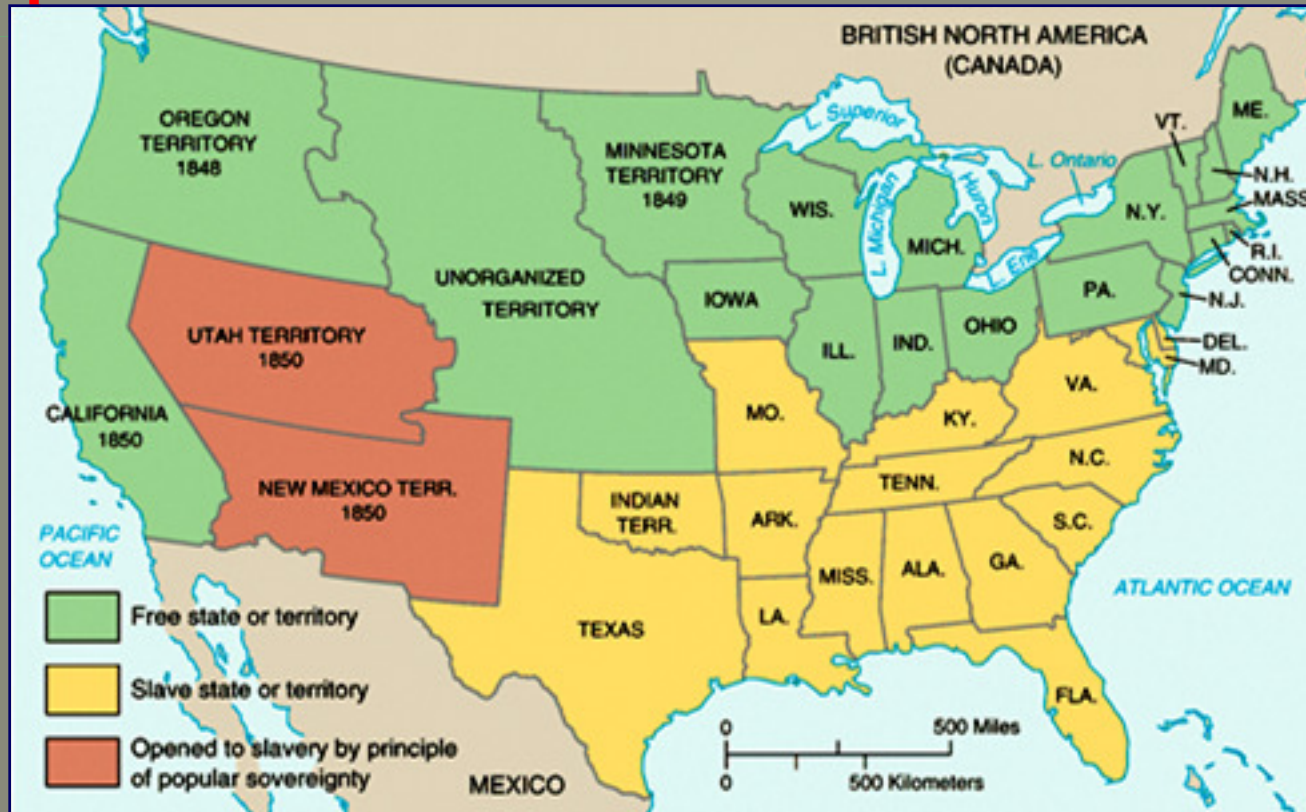 BRITISH NORTH AMERICA
(CANADA)
OREGON
TERRITORY
1848
MINNESOTA
TERRITORY
1849
UNORGANIZED
TERRITORY
L. Superior
L. Michigan
Huron
L. Ontario
L. Erie
WIS.
MICH.
VT.
ME.
N.H.
MASS
N.Y.
R.I.
CONN.
PA.
N.J.
IOWA
ILL.
IND.
OHIO
DEL.
MD.
UTAH TERRITORY
1850
CALIFORNIA
1850
NEW MEXICO TERR.
1850
MO.
KY.
VA.
N.C.
TENN.
INDIAN
TERR.
ARK.
S.C.
MISS.
ALA.
GA.
LA.
TEXAS
FLA.
PACIFIC
OCEAN
ATLANTIC OCEAN
MEXICO
Free state or territory
Slave state or territory
Opened to slavery by principle
of popular sovereignty
0 500 Miles
0 500 Kilometers